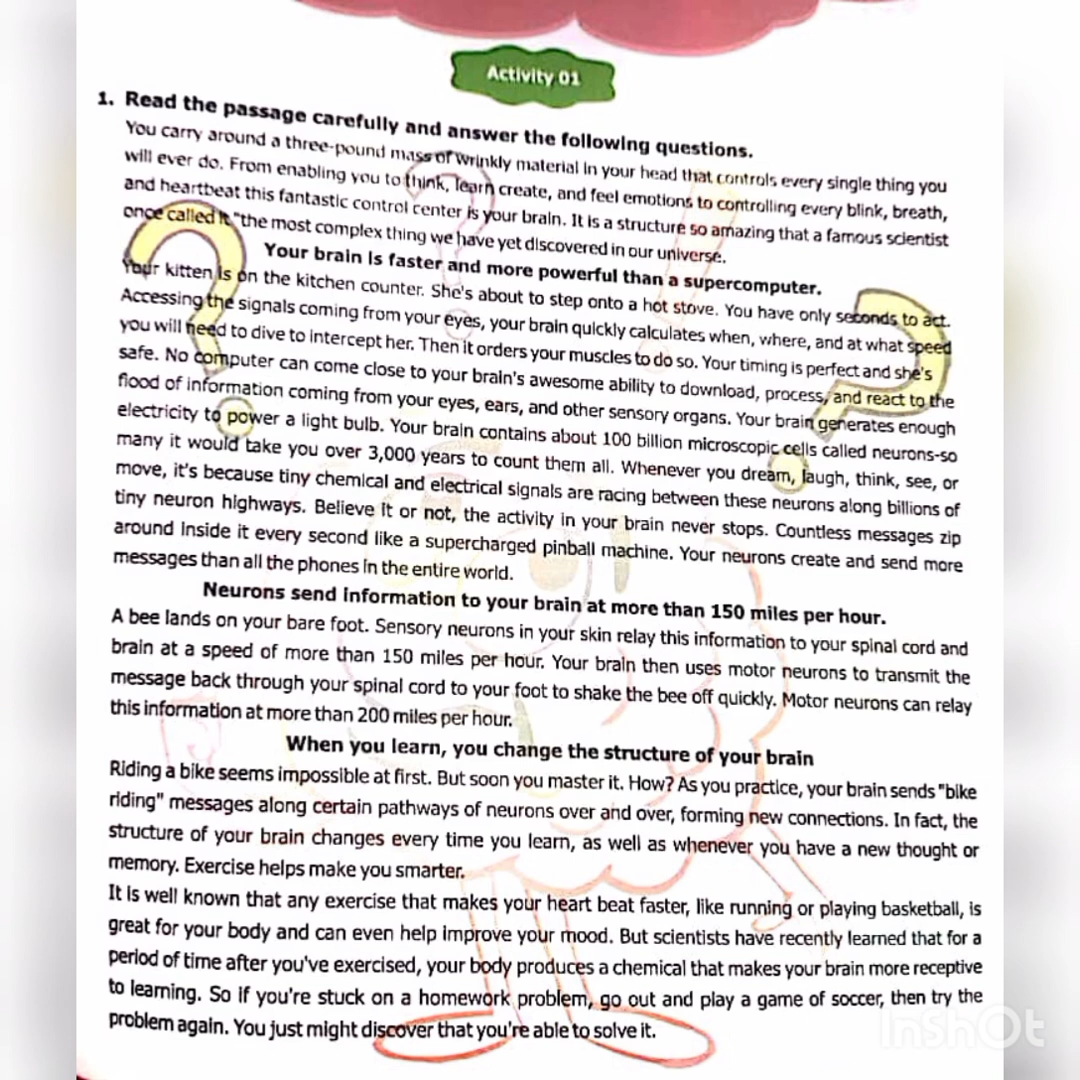 Activity 01
1. Read the passage carefully and answer the following questions.
You carry around a three-pound mass of wrinkly material in your head that controls every single thing you
will ever do. From enabling you to think, learn create, and feel emotions to controlling every blink, breath,
and heartbeat this fantastic control center is your brain. It is a structure so amazing that a famous scientist
once called it "the most complex thing we have yet discovered in our universe.
Your brain is faster and more powerful than a supercomputer.
Your kitten is on the kitchen counter. She's about to step onto a hot stove. You have only seconds to act.
Accessing the signals coming from your eyes, your brain quickly calculates when, where, and at what speed
you will need to dive to intercept her. Then it orders your muscles to do so. Your timing is perfect and she's
safe. No computer can come close to your brain's awesome ability to download, process, and react to the
flood of information coming from your eyes, ears, and other sensory organs. Your brain generates enough
electricity to power a light bulb. Your brain contains about 100 billion microscopic cells called neurons-so
many it would take you over 3,000 years to count them all. Whenever you dream, laugh, think, see, or
move, it's because tiny chemical and electrical signals are racing between these neurons along billions of
tiny neuron highways. Believe it or not, the activity in your brain never stops. Countless messages zip
around inside it every second like a supercharged pinball machine. Your neurons create and send more
messages than all the phones in the entire world.
Neurons send information to your brain at more than 150 miles per hour.
A bee lands on your bare foot. Sensory neurons in your skin relay this information to your spinal cord and
brain at a speed of more than 150 miles per hour. Your brain then uses motor neurons to transmit the
message back through your spinal cord to your foot to shake the bee off quickly. Motor neurons can relay
this information at more than 200 miles per hour.
When you learn, you change the structure of your brain
Riding a bike seems impossible at first. But soon you master it. How? As you practice, your brain sends "bike
riding" messages along certain pathways of neurons over and over, forming new connections. In fact, the
structure of your brain changes every time you learn, as well as whenever you have a new thought or
memory. Exercise helps make you smarter.
It is well known that any exercise that makes your heart beat faster, like running or playing basketball, is
great for your body and can even help improve your mood. But scientists have recently learned that for a
period of time after you've exercised, your body produces a chemical that makes your brain more receptive
to learning. So if you're stuck on a homework problem, go out and play a game of soccer, then try the
problem again. You just might discover that you're able to solve it.
InShOt